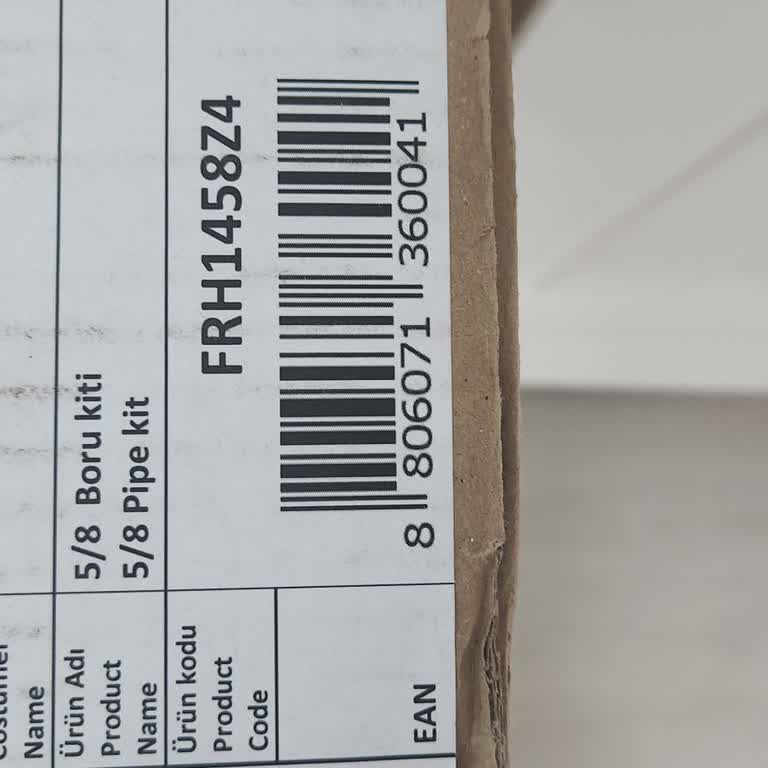 Name
Ürün Adı
Product
Name
5/8 Boru kiti
5/8 Pipe kit
Ürün kodu
Product
Code
FRH1458Z4
EAN
8 806071 360041